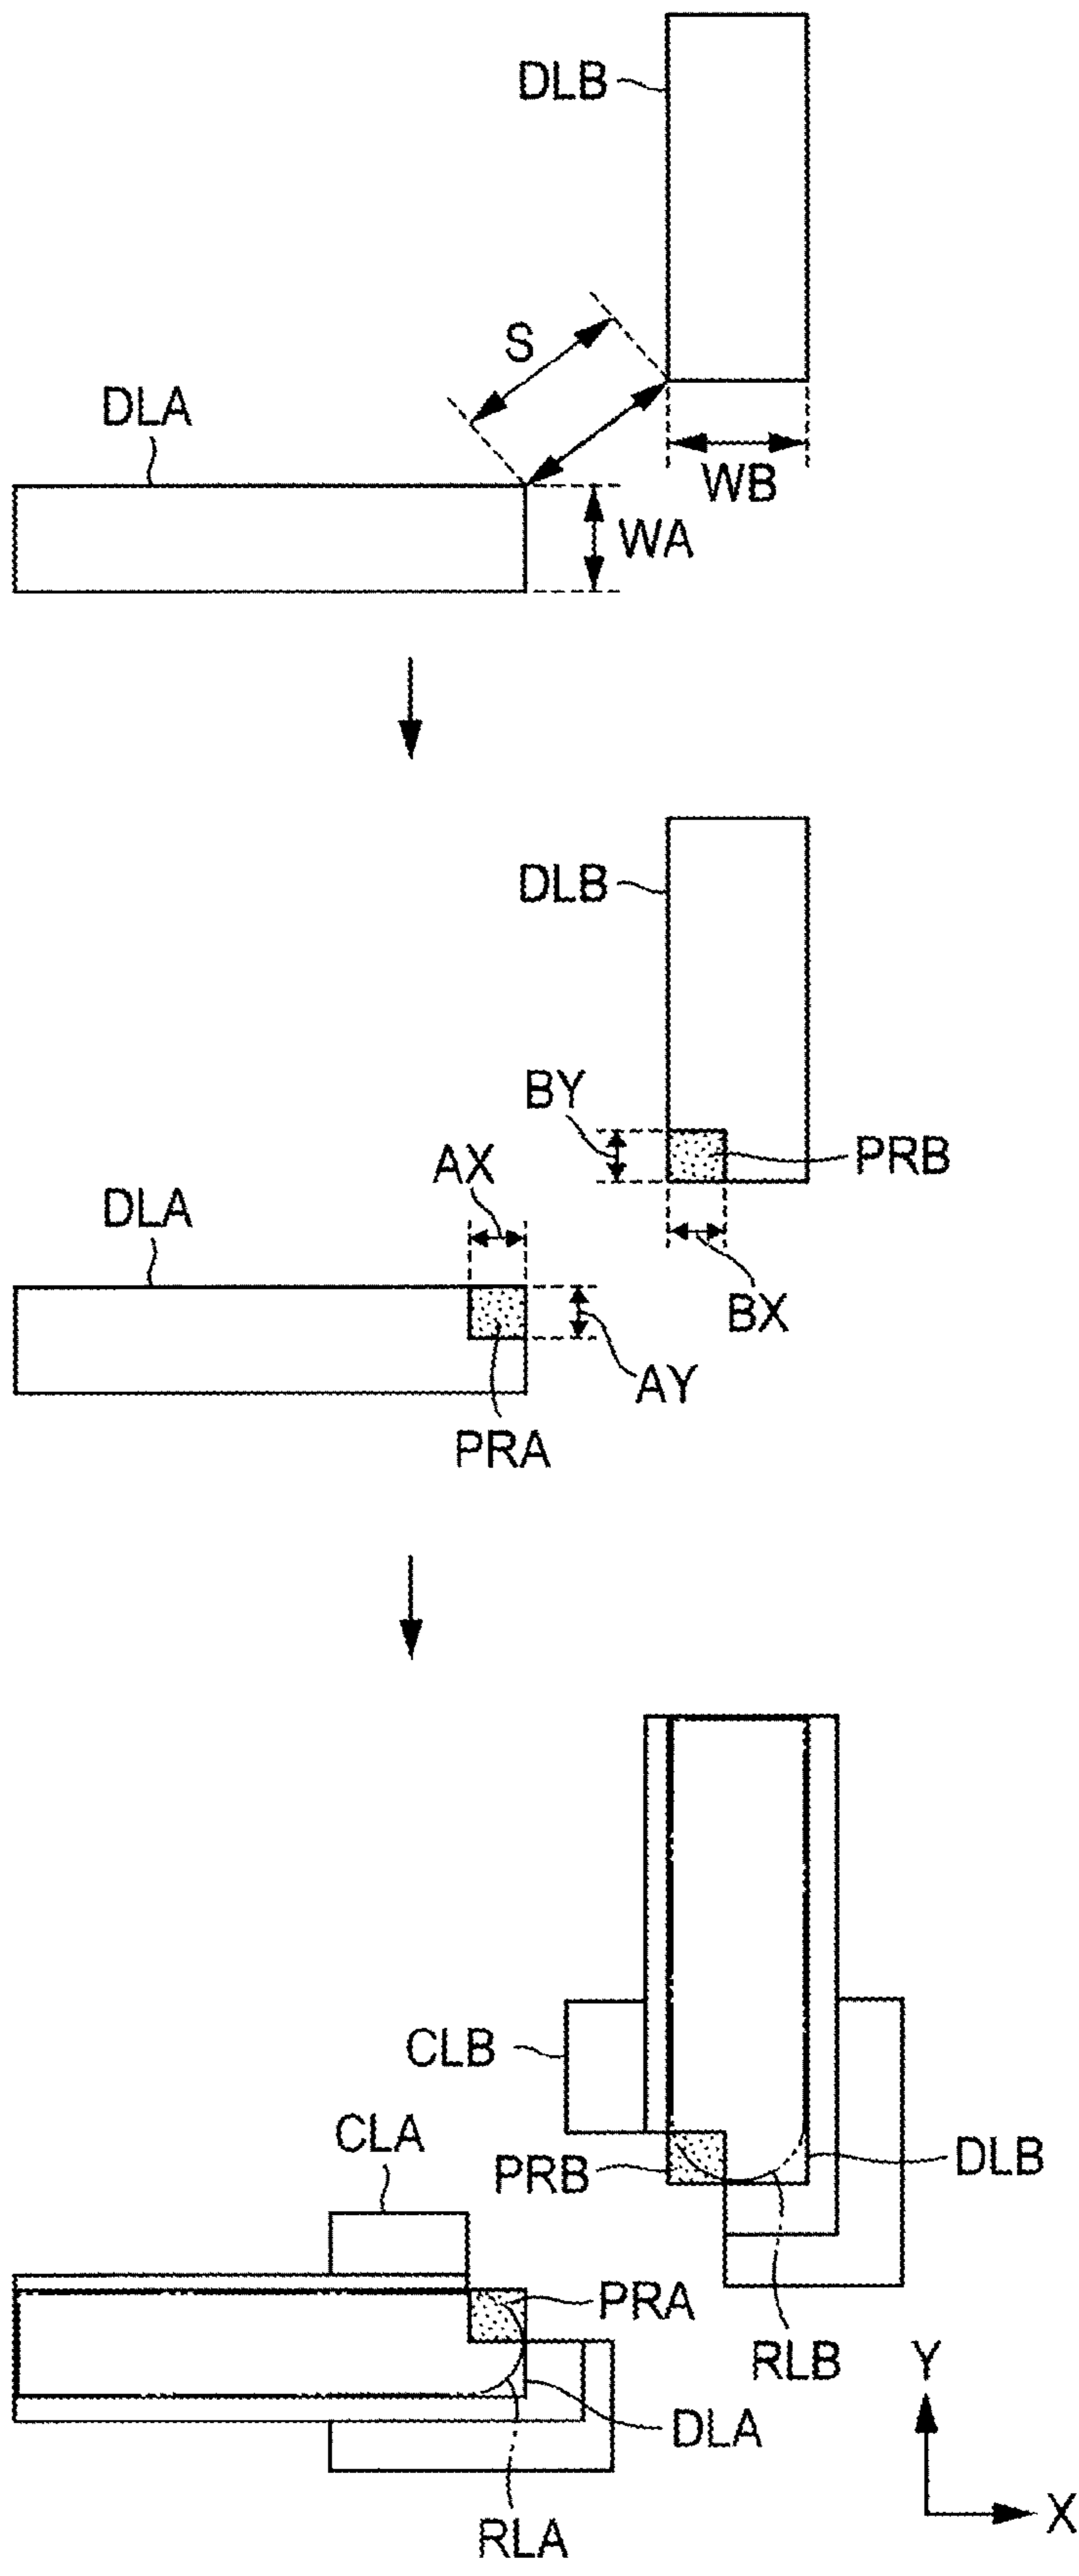 DLB
S
DLA
WB
WA
DLB
BY
PRB
AX
DLA
BX
AY
PRA
CLB
CLA
PRB
DLB
PRA
RLB
Y
DLA
X
RLA